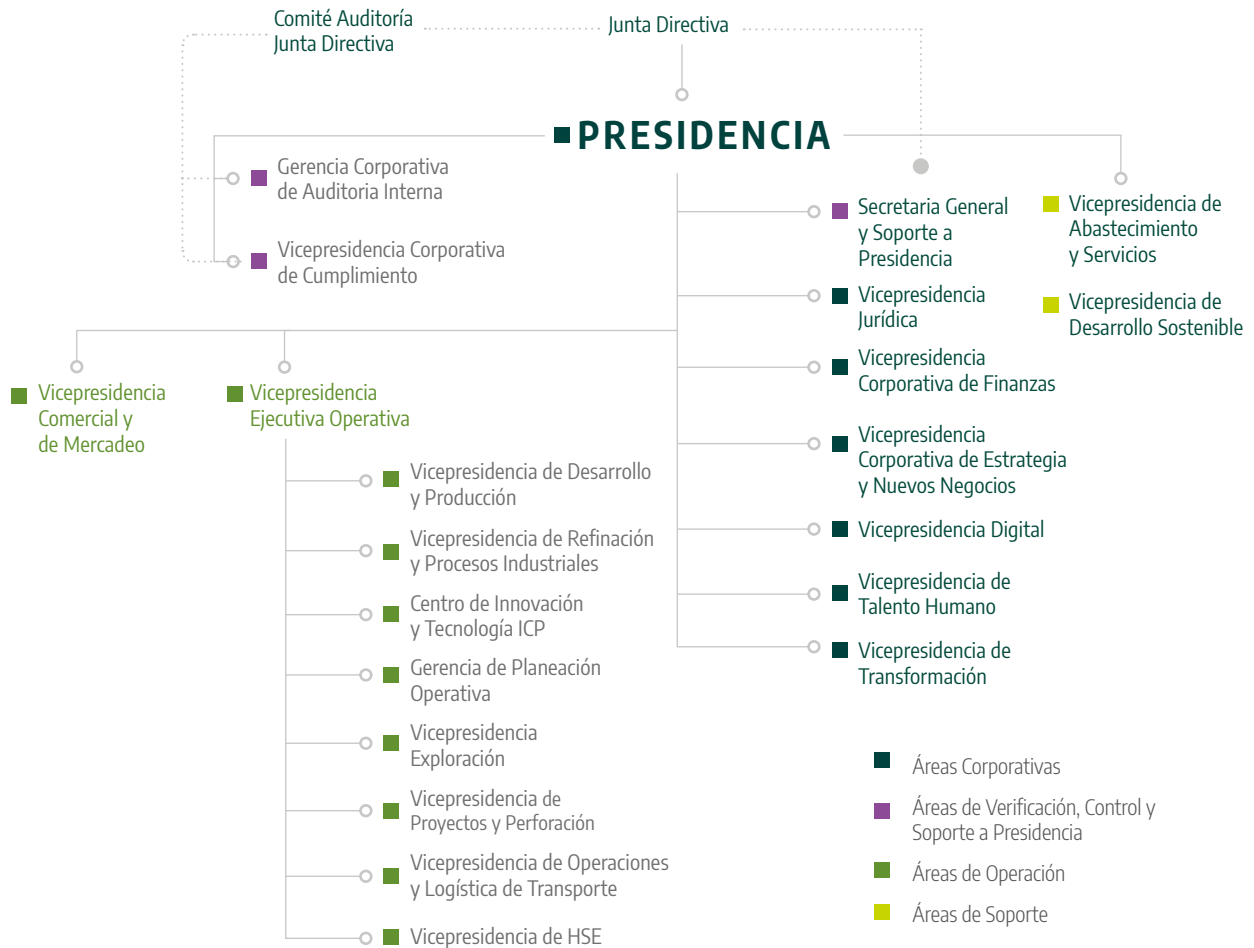 Comité Auditoría
Junta Directiva
Junta Directiva
PRESIDENCIA
Gerencia Corporativa
de Auditoria Interna
Vicepresidencia Corporativa
de Cumplimiento
Secretaria General
y Soporte a
Presidencia
Vicepresidencia de
Abastecimiento
y Servicios
Vicepresidencia
Jurídica
Vicepresidencia de
Desarrollo Sostenible
Vicepresidencia
Corporativa de Finanzas
Vicepresidencia
Corporativa de Estrategia
y Nuevos Negocios
Vicepresidencia Digital
Vicepresidencia de
Talento Humano
Vicepresidencia de
Transformación
Vicepresidencia
Comercial y
de Mercadeo
Vicepresidencia
Ejecutiva Operativa
Vicepresidencia de Desarrollo
y Producción
Vicepresidencia de Refinación
y Procesos Industriales
Centro de Innovación
y Tecnología ICP
Gerencia de Planeación
Operativa
Vicepresidencia
Exploración
Vicepresidencia de
Proyectos y Perforación
Vicepresidencia de Operaciones
y Logística de Transporte
Vicepresidencia de HSE
Áreas Corporativas
Áreas de Verificación, Control y
Soporte a Presidencia
Áreas de Operación
Áreas de Soporte